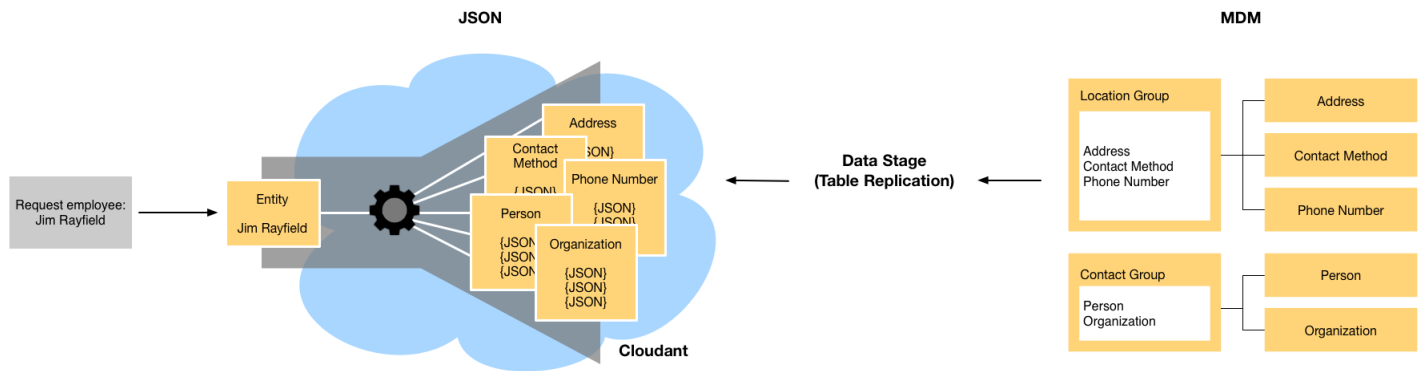 JSON
MDM
Request employee:
Jim Rayfield
Entity
Jim Rayfield
Address
{JSON}
Contact
Method
{JSON}
Phone Number
{JSON}
{JSON}
Person
{JSON}
{JSON}
{JSON}
Organization
{JSON}
{JSON}
{JSON}
Cloudant
Data Stage
(Table Replication)
Location Group
Address
Contact Method
Phone Number
Address
Contact Method
Phone Number
Contact Group
Person
Organization
Person
Organization